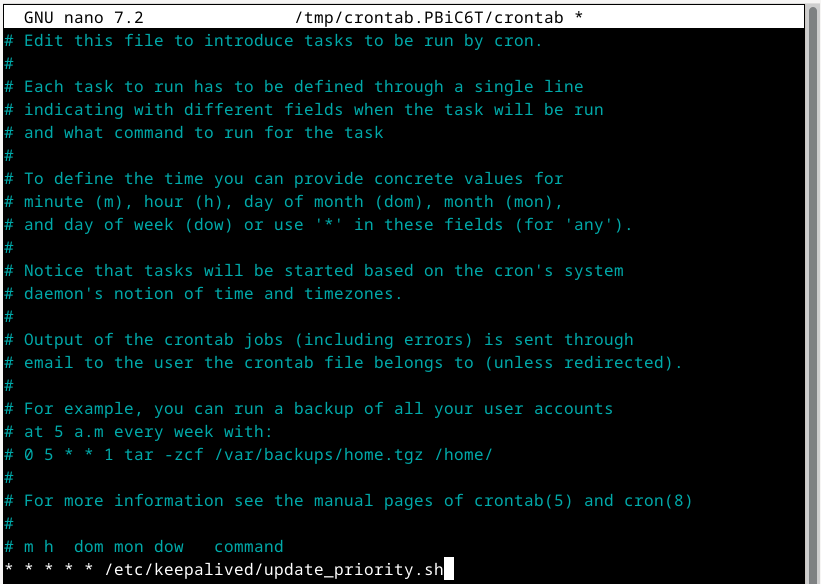 GNU nano 7.2 /tmp/crontab.PBiC6T/crontab *
# Edit this file to introduce tasks to be run by cron.
#
# Each task to run has to be defined through a single line
# indicating with different fields when the task will be run
# and what command to run for the task
#
# To define the time you can provide concrete values for
# minute (m), hour (h), day of month (dom), month (mon),
# and day of week (dow) or use '*' in these fields (for 'any').
#
# Notice that tasks will be started based on the cron's system
# daemon's notion of time and timezones.
#
# Output of the crontab jobs (including errors) is sent through
# email to the user the crontab file belongs to (unless redirected).
#
# For example, you can run a backup of all your user accounts
# at 5 a.m every week with:
# 0 5 * * 1 tar -zcf /var/backups/home.tgz /home/
#
# For more information see the manual pages of crontab(5) and cron(8)
#
# m h  dom mon dow   command
* * * * * /etc/keepalived/update_priority.sh